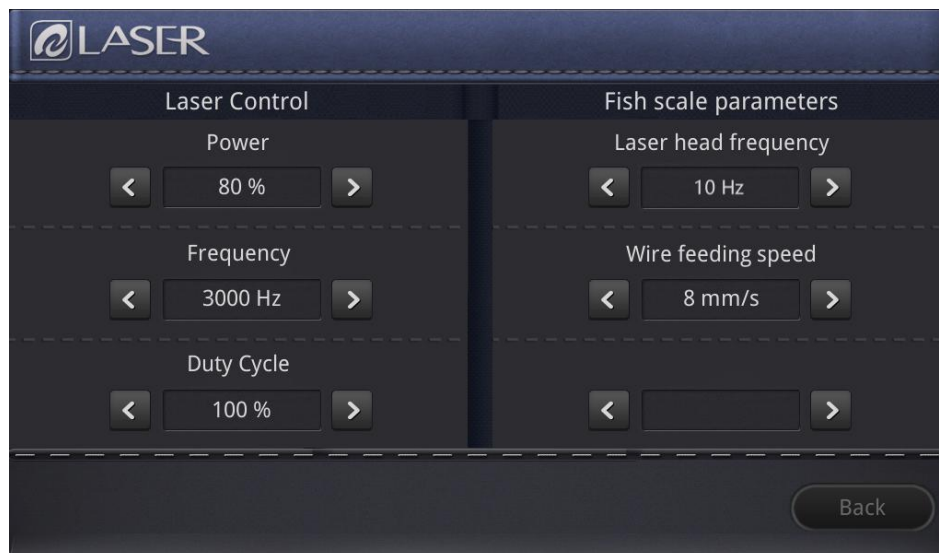 LASER
Laser Control
Power
80 %
Frequency
3000 Hz
Duty Cycle
100 %
Fish scale parameters
Laser head frequency
10 Hz
Wire feeding speed
8 mm/s
Back